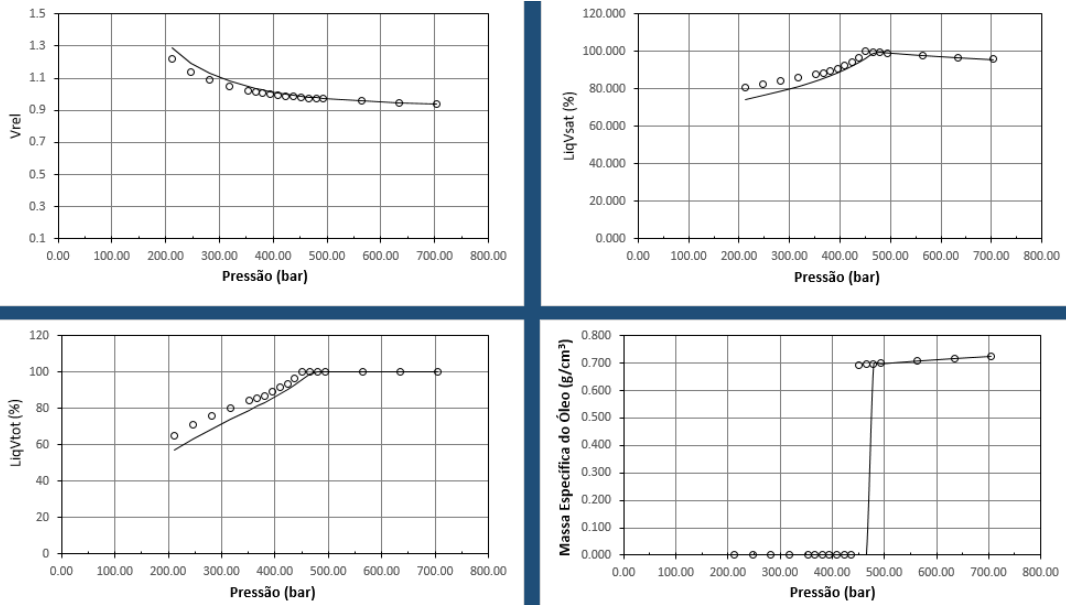 1.5
1.3
1.1
0.9
0.7
0.5
0.3
0.1
Vrel
0.00 100.00 200.00 300.00 400.00 500.00 600.00 700.00 800.00
Pressão (bar)
120.000
100.000
80.000
60.000
40.000
20.000
0.000
LiqVsat (%)
0.00 100.00 200.00 300.00 400.00 500.00 600.00 700.00 800.00
Pressão (bar)
120
100
80
60
40
20
0
LiqVtot (%)
0.00 100.00 200.00 300.00 400.00 500.00 600.00 700.00 800.00
Pressão (bar)
0.800
0.700
0.600
0.500
0.400
0.300
0.200
0.100
0.000
Massa Específica do Óleo (g/cm³)
0.00 100.00 200.00 300.00 400.00 500.00 600.00 700.00 800.00
Pressão (bar)